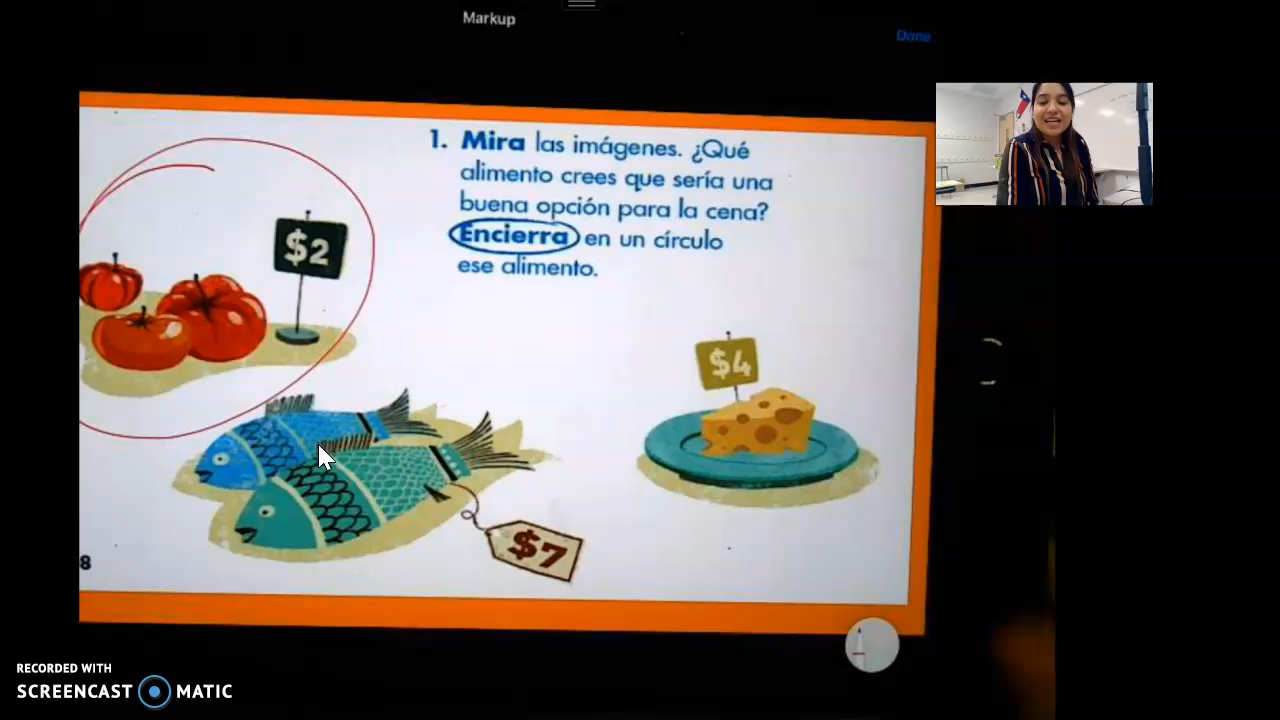 Markup
Done
1. Mira las imágenes. ¿Qué
alimento crees que sería una
buena opción para la cena?
Encierra en un círculo
ese alimento.
$2
$4
$7
8
RECORDED WITH
SCREENCAST MATIC